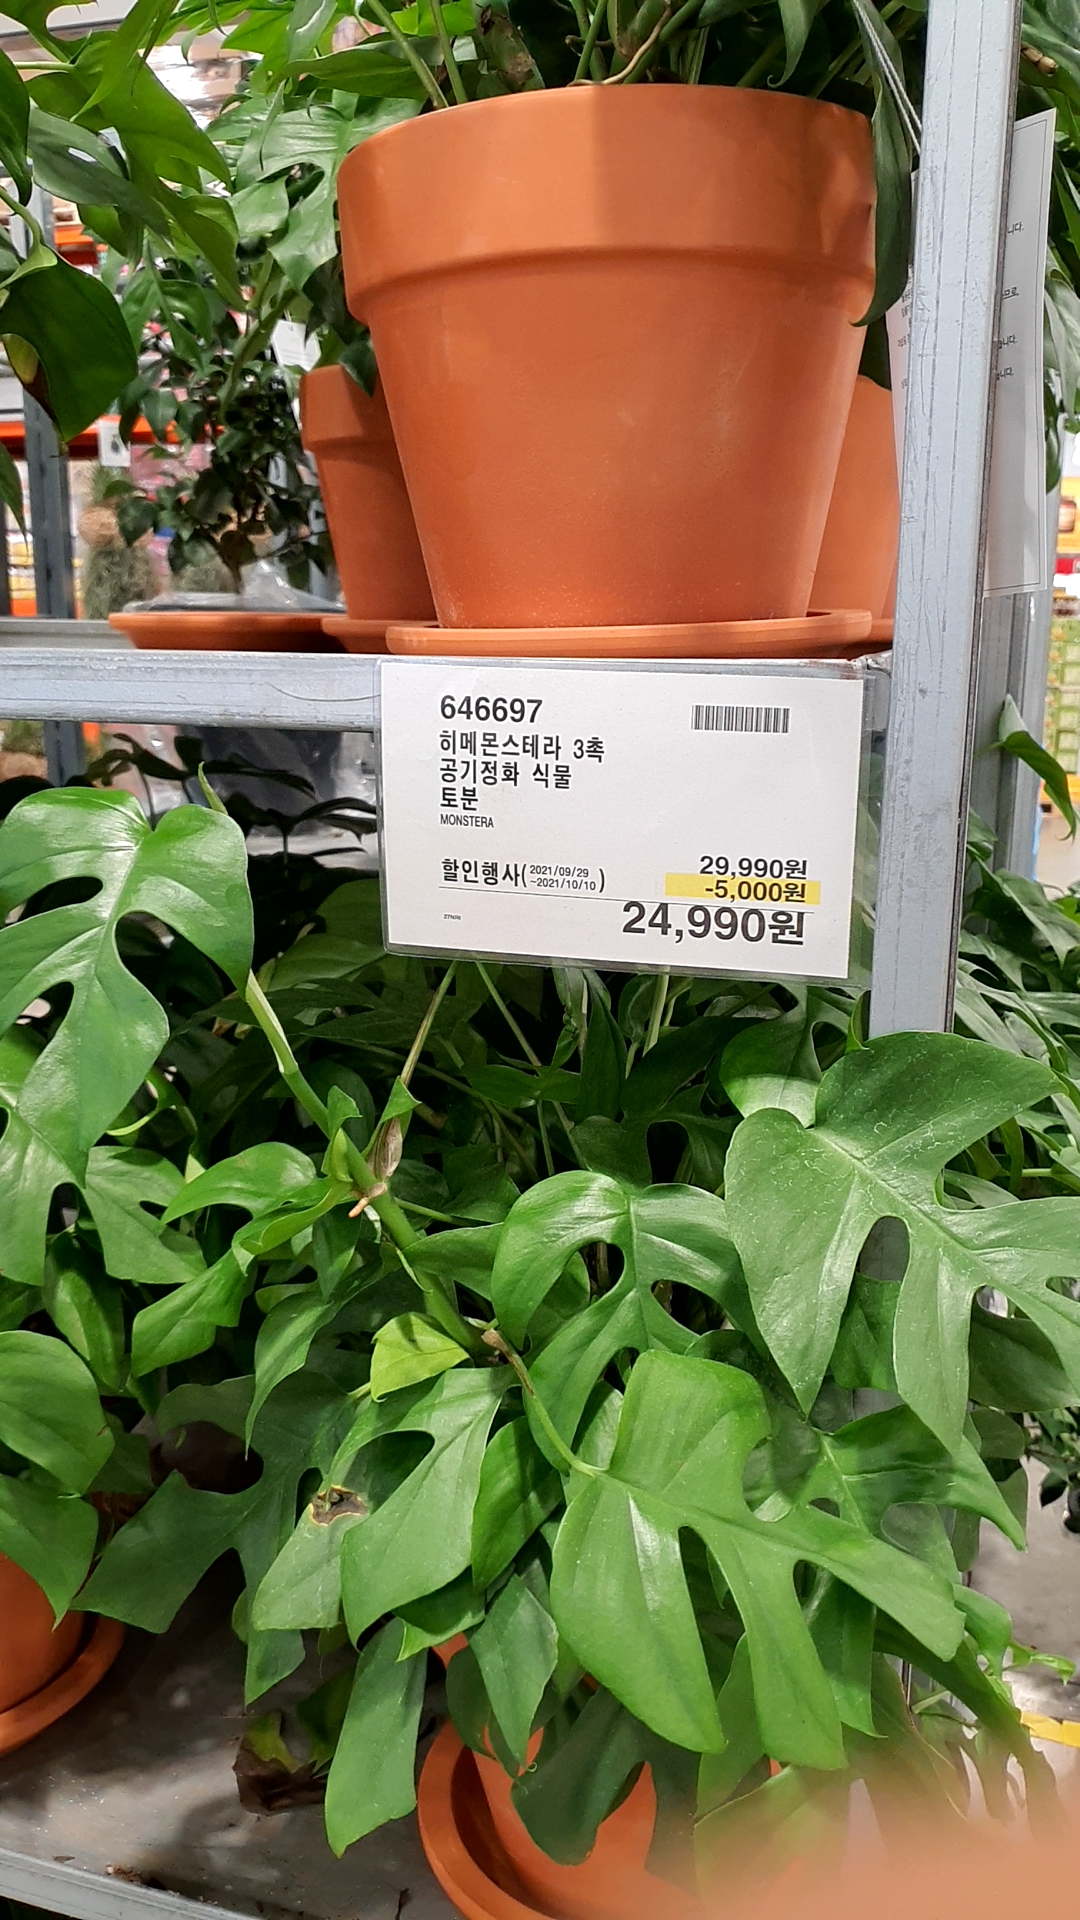 646697
히메몬스테라 3촉
공기정화 식물
토분
MONSTERA
29,990원
할인행사(2021/09/29
~2021/10/10)
-5,000원
24,990원